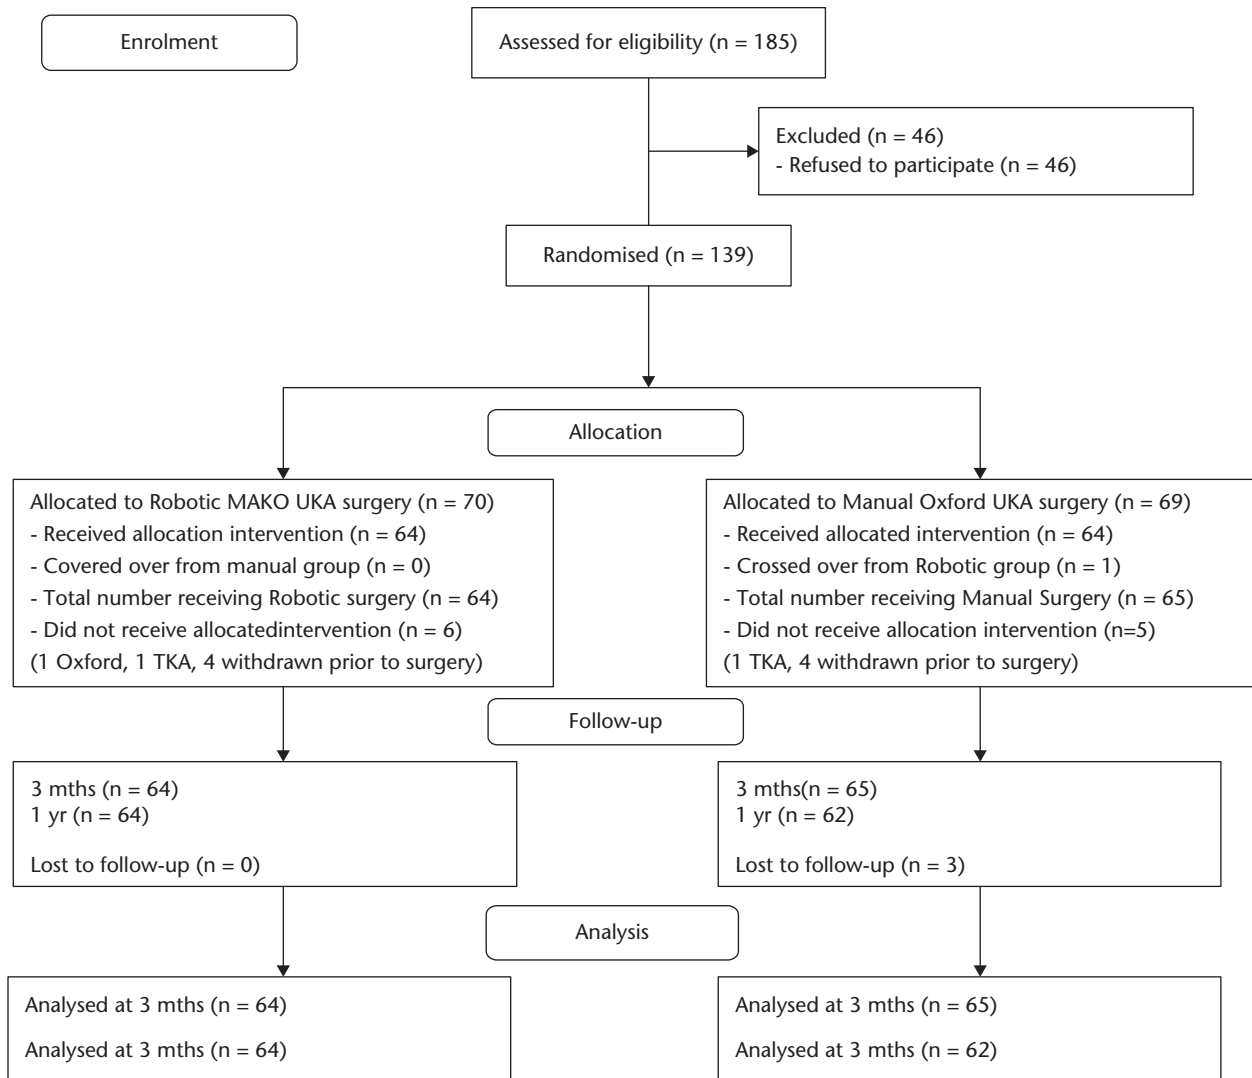 Enrolment
Assessed for eligibility (n = 185)
Excluded (n = 46)
- Refused to participate (n = 46)
Randomised (n = 139)
Allocation
Allocated to Robotic MAKO UKA surgery (n = 70)
- Received allocation intervention (n = 64)
- Covered over from manual group (n = 0)
- Total number receiving Robotic surgery (n = 64)
- Did not receive allocatedintervention (n = 6)
(1 Oxford, 1 TKA, 4 withdrawn prior to surgery)
Allocated to Manual Oxford UKA surgery (n = 69)
- Received allocated intervention (n = 64)
- Crossed over from Robotic group (n = 1)
- Total number receiving Manual Surgery (n = 65)
- Did not receive allocation intervention (n=5)
(1 TKA, 4 withdrawn prior to surgery)
Follow-up
3 mths (n = 64)
1 yr (n = 64)
Lost to follow-up (n = 0)
3 mths(n = 65)
1 yr (n = 62)
Lost to follow-up (n = 3)
Analysis
Analysed at 3 mths (n = 64)
Analysed at 3 mths (n = 64)
Analysed at 3 mths (n = 65)
Analysed at 3 mths (n = 62)